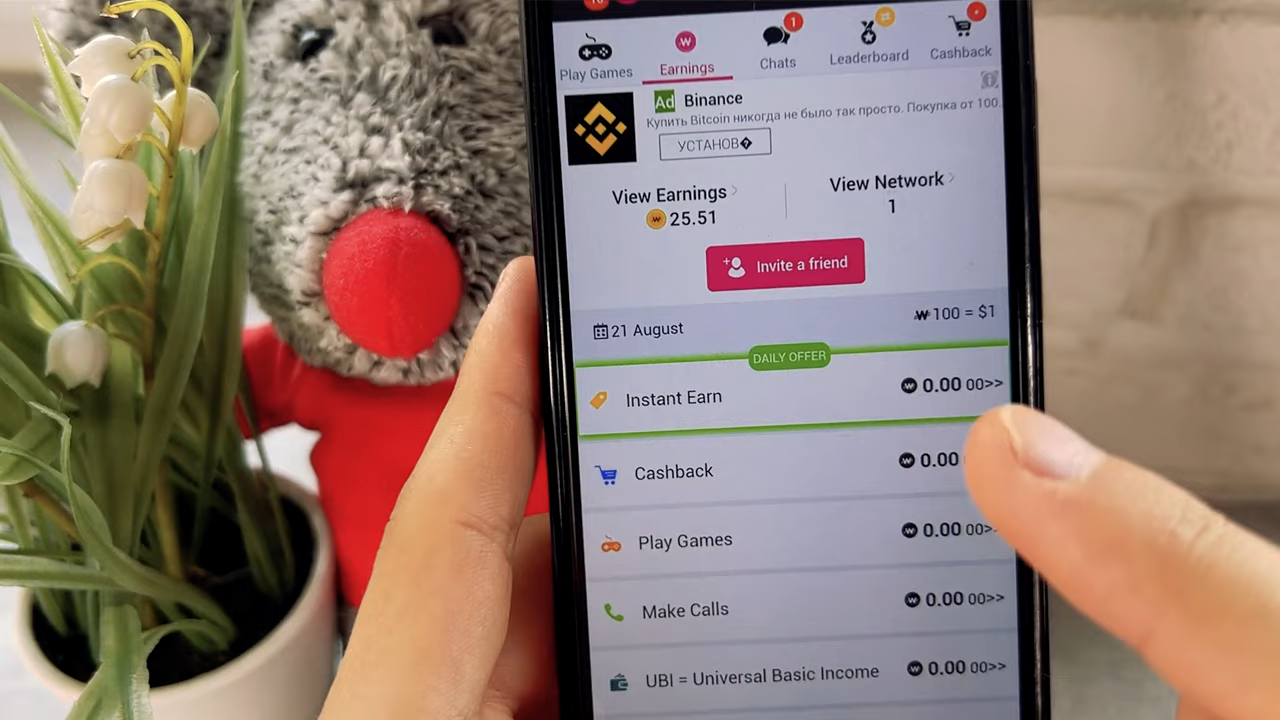 Play Games
Earnings
1
Chats
Leaderboard
Cashback
Ad Binance
Купить Bitcoin никогда не было так просто. Покупка от 100.
УСТАНОВ�
View Earnings
25.51
View Network
1
Invite a friend
21 August
₩ 100 = $1
DAILY OFFER
Instant Earn
0.00 00>>
Cashback
0.00
Play Games
0.00 00>
Make Calls
0.00 00>>
UBI = Universal Basic Income
0.00 00>>